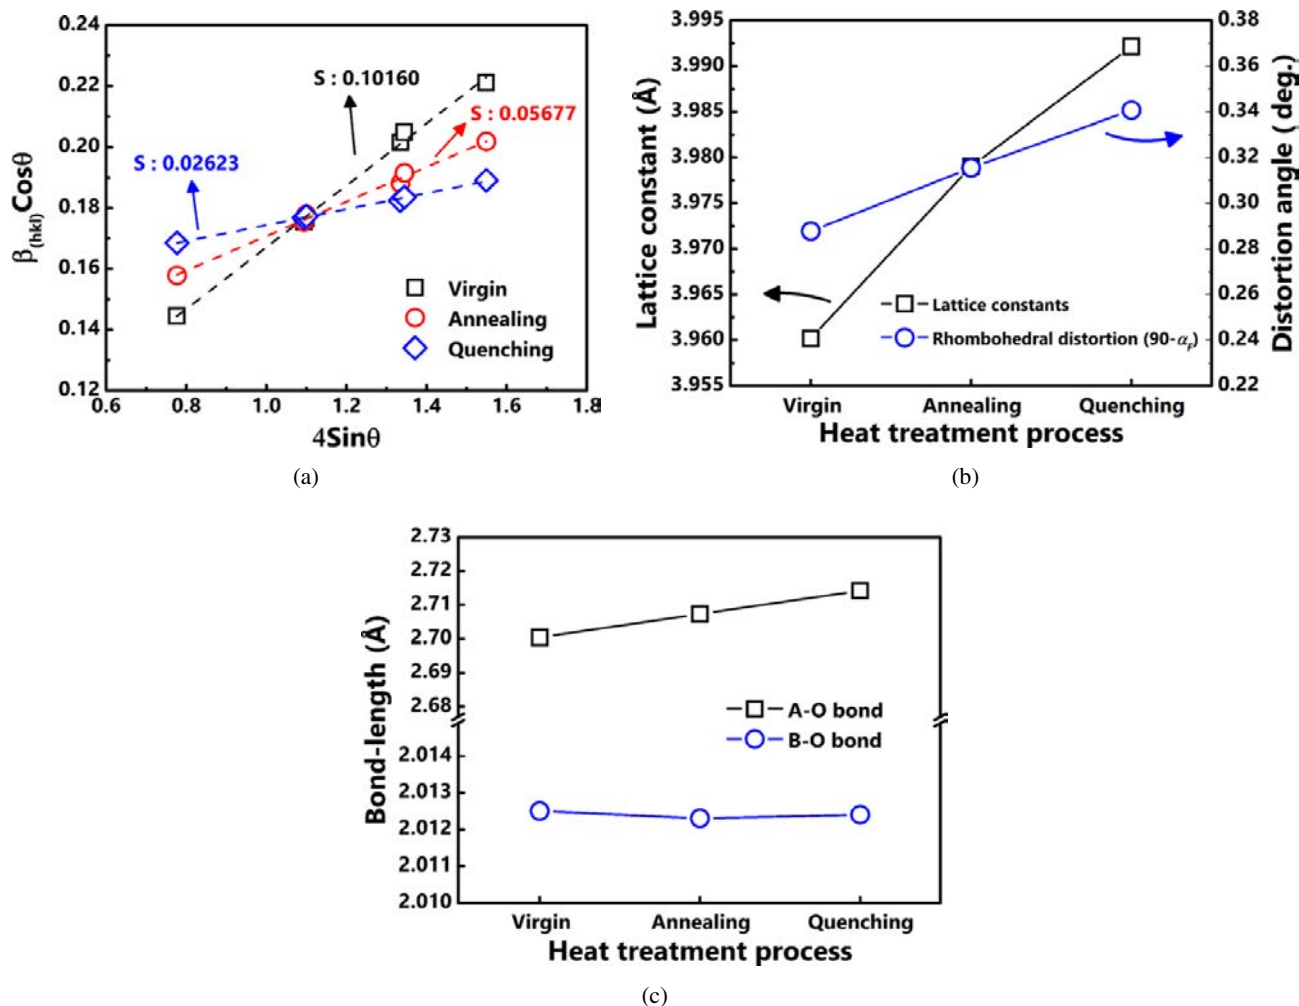 0.24
0.22
0.20
0.18
0.16
0.14
0.12
β(hkl)Cosθ
S : 0.10160
S : 0.05677
S : 0.02623
Virgin
Annealing
Quenching
0.6 0.8 1.0 1.2 1.4 1.6 1.8
4Sinθ
(a)
3.995
3.990
3.985
3.980
3.975
3.970
3.965
3.960
3.955
Lattice constant (Å)
0.38
0.36
0.34
0.32
0.30
0.28
0.26
0.24
0.22
Distortion angle ( deg.)
Lattice constants
Rhombohedral distortion (90-αr)
Virgin Annealing Quenching
Heat treatment process
(b)
2.73
2.72
2.71
2.70
2.69
2.68
2.014
2.013
2.012
2.011
2.010
Bond-length (Å)
A-O bond
B-O bond
Virgin Annealing Quenching
Heat treatment process
(c)